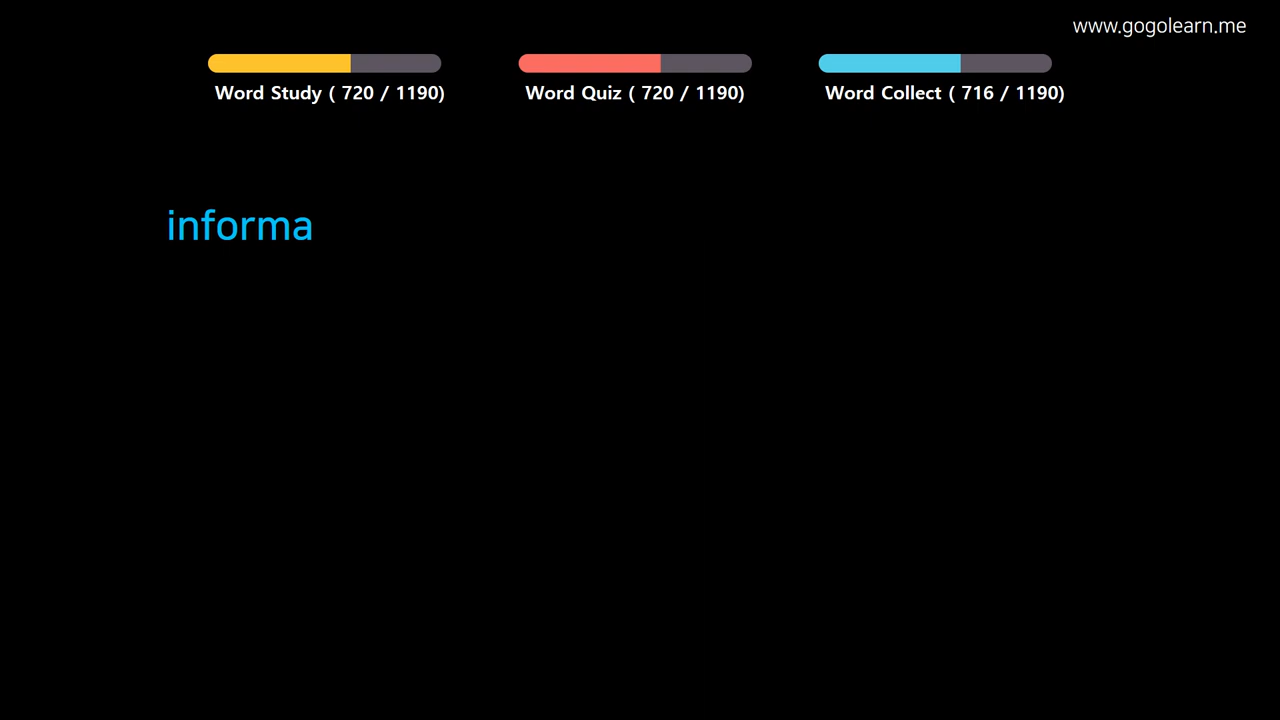 www.gogolearn.me
Word Study ( 720 / 1190)
Word Quiz ( 720 / 1190)
Word Collect ( 716 / 1190)
informa